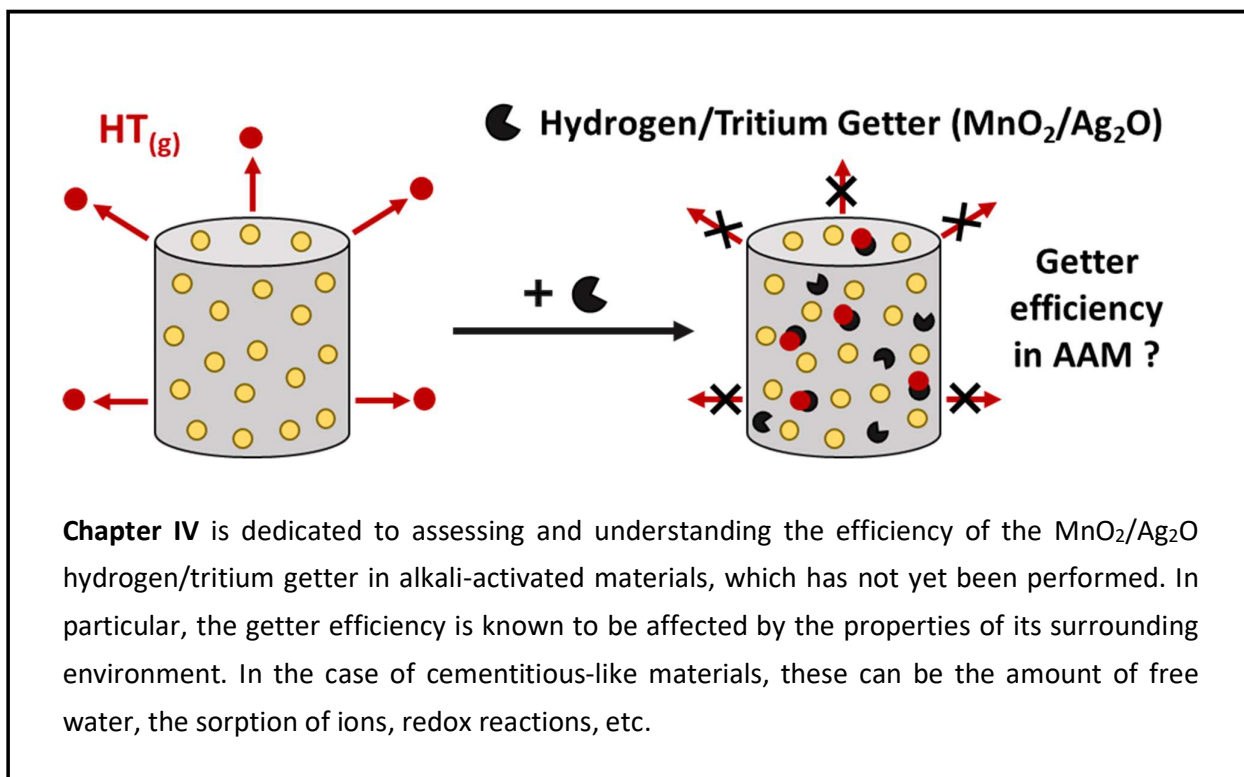 HT(g)
Hydrogen/Tritium Getter (MnO₂/Ag₂O)
+
Getter
efficiency
in AAM ?
Chapter IV is dedicated to assessing and understanding the efficiency of the MnO₂/Ag₂O
hydrogen/tritium getter in alkali-activated materials, which has not yet been performed. In
particular, the getter efficiency is known to be affected by the properties of its surrounding
environment. In the case of cementitious-like materials, these can be the amount of free
water, the sorption of ions, redox reactions, etc.